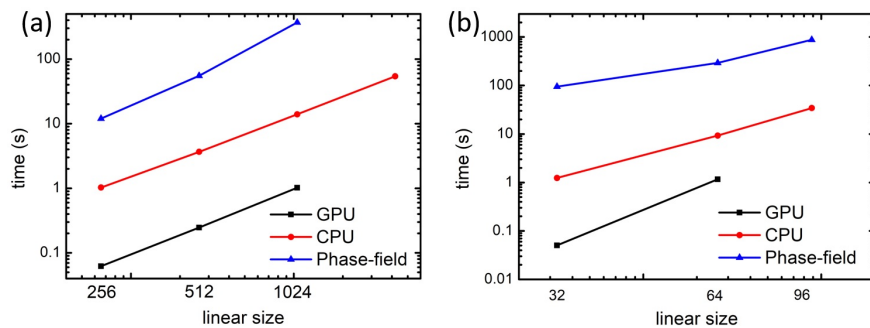 (a)
time (s)
100
10
1
0.1
GPU
CPU
Phase-field
256 512 1024
linear size
(b)
time (s)
1000
100
10
1
0.1
0.01
GPU
CPU
Phase-field
32 64 96
linear size